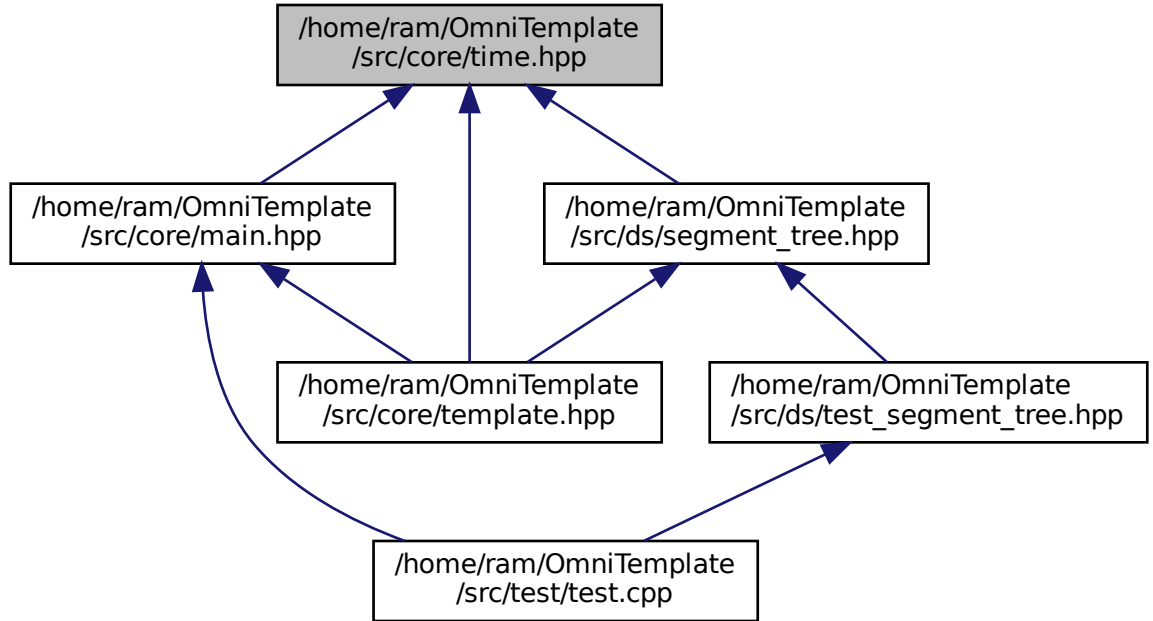 /home/ram/OmniTemplate
/src/core/time.hpp
/home/ram/OmniTemplate
/src/core/main.hpp
/home/ram/OmniTemplate
/src/ds/segment_tree.hpp
/home/ram/OmniTemplate
/src/core/template.hpp
/home/ram/OmniTemplate
/src/ds/test_segment_tree.hpp
/home/ram/OmniTemplate
/src/test/test.cpp